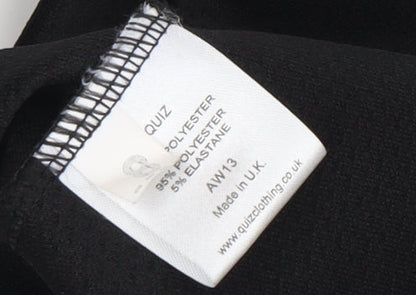 QUIZ
POLYESTER
95% POLYESTER
5% ELASTANE
AW13
Made in U.K.
www.quizclothing.co.uk